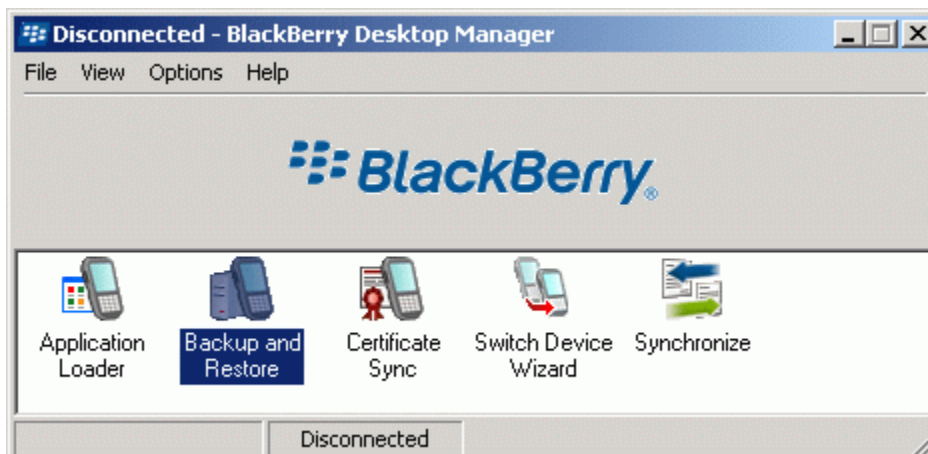 Disconnected - BlackBerry Desktop Manager
File View Options Help
BlackBerry®
Application Loader
Backup and Restore
Certificate Sync
Switch Device Wizard
Synchronize
Disconnected